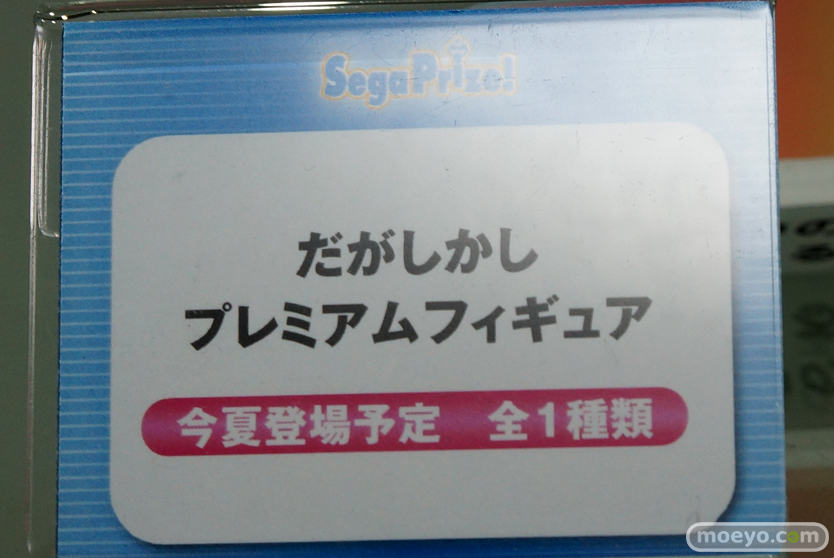 SegaPrize!
だがしかし
プレミアムフィギュア
今夏登場予定　全1種類
moeyo.com